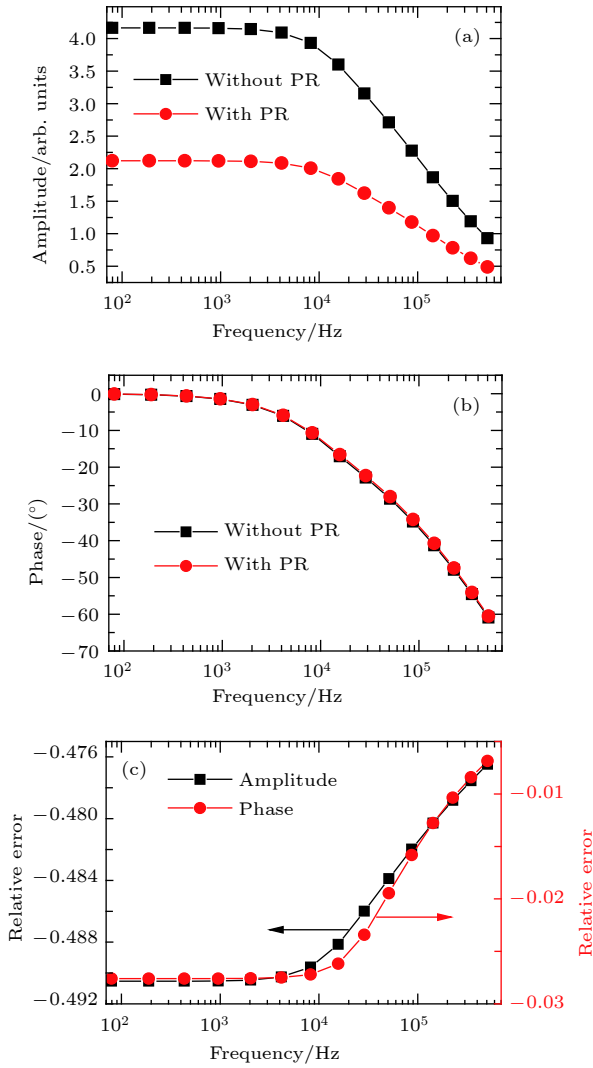 (a)
Without PR
With PR
Amplitude/arb. units
4.0
3.5
3.0
2.5
2.0
1.5
1.0
0.5
10²
10³
10⁴
10⁵
Frequency/Hz
(b)
Without PR
With PR
Phase/(°)
0
−10
−20
−30
−40
−50
−60
−70
10²
10³
10⁴
10⁵
Frequency/Hz
(c)
Amplitude
Phase
Relative error
−0.476
−0.480
−0.484
−0.488
−0.492
−0.01
−0.02
−0.03
Relative error
10²
10³
10⁴
10⁵
Frequency/Hz